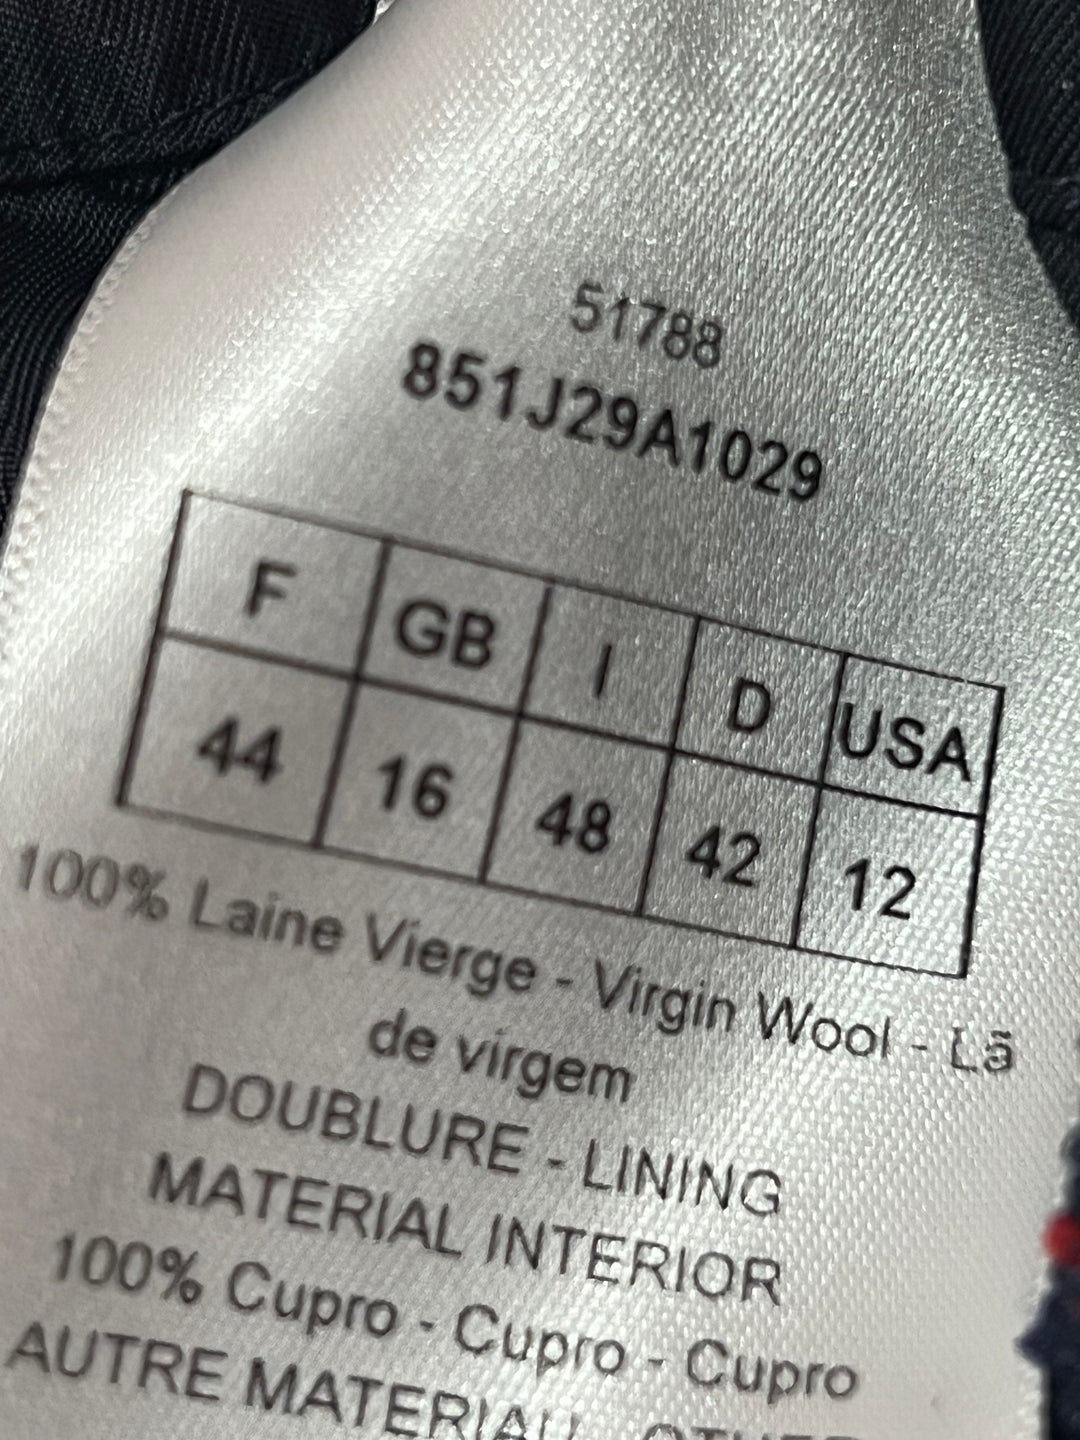 51788
851J29A1029
F GB I D USA
44 16 48 42 12
100% Laine Vierge - Virgin Wool - Lã
de virgem
DOUBLURE - LINING
MATERIAL INTERIOR
100% Cupro - Cupro - Cupro
AUTRE